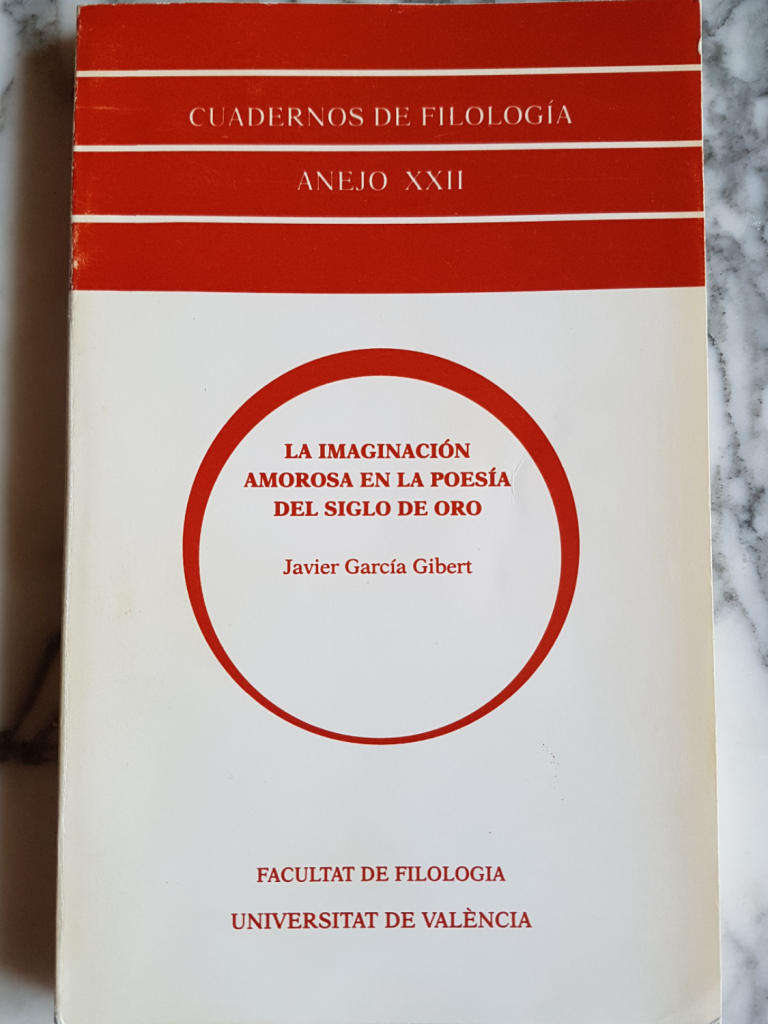 CUADERNOS DE FILOLOGÍA
ANEJO XXII
LA IMAGINACIÓN
AMOROSA EN LA POESÍA
DEL SIGLO DE ORO
Javier García Gibert
FACULTAT DE FILOLOGIA
UNIVERSITAT DE VALÈNCIA